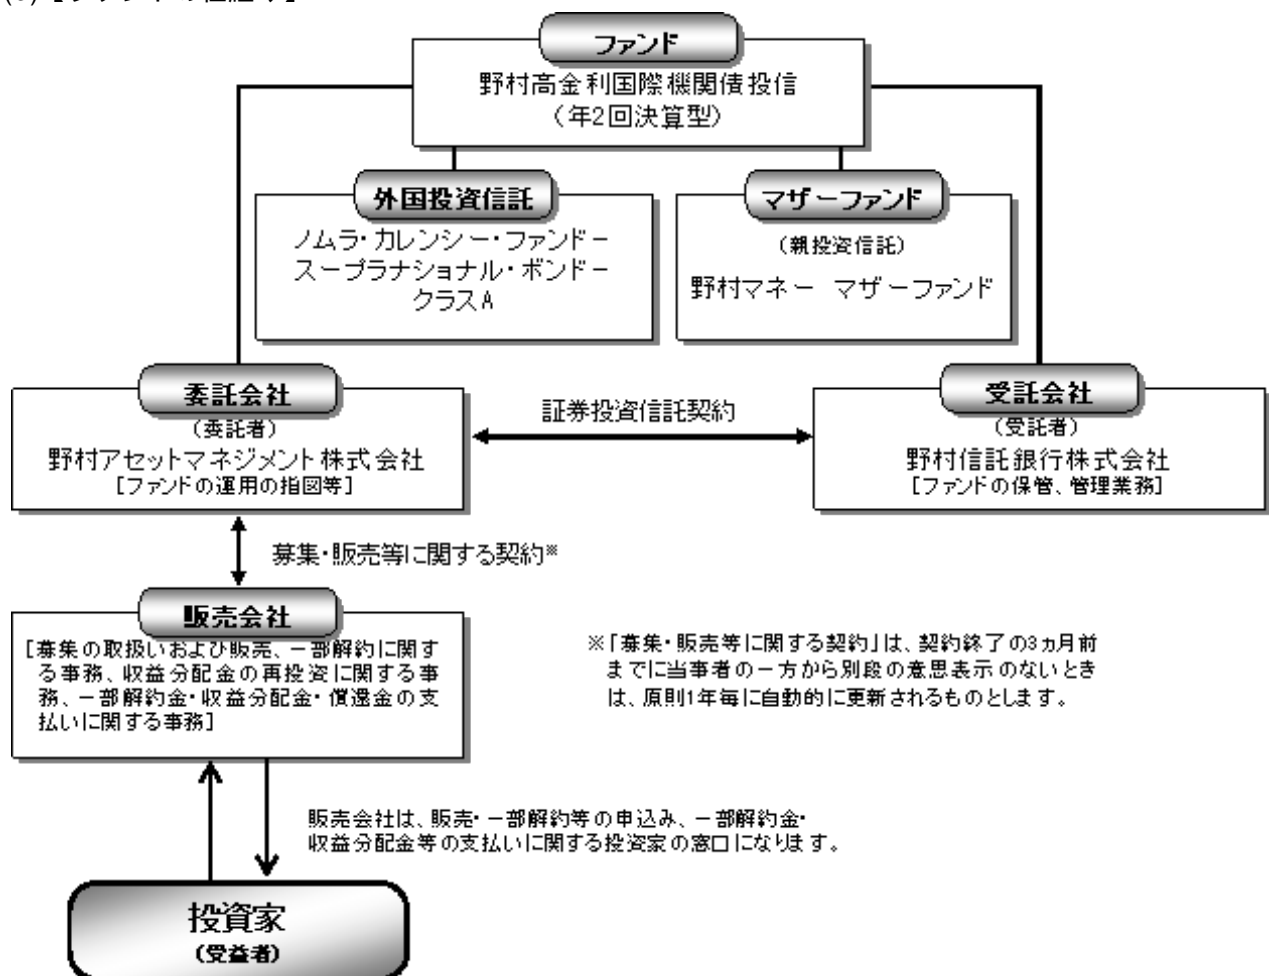 ファンド
野村高金利国際機関債投信
(年2回決算型)
外国投資信託
ノムラ・カレンシー・ファンドー
スープラナショナル・ボンドー
クラスA
マザーファンド
(親投資信託)
野村マネー マザーファンド
委託会社
(委託者)
野村アセットマネジメント株式会社
[ファンドの運用の指図等]
証券投資信託契約
受託会社
(受託者)
野村信託銀行株式会社
[ファンドの保管、管理業務]
募集・販売等に関する契約※
販売会社
[募集の取扱いおよび販売、一部解約に関す
る事務、収益分配金の再投資に関する事
務、一部解約金・収益分配金・償還金の支
払いに関する事務]
※「募集・販売等に関する契約」は、契約終了の3ヵ月前
までに当事者の一方から別段の意思表示のないとき
は、原則1年毎に自動的に更新されるものとします。
販売会社は、販売・一部解約等の申込み、一部解約金・
収益分配金等の支払いに関する投資家の窓口になります。
投資家
(受益者)